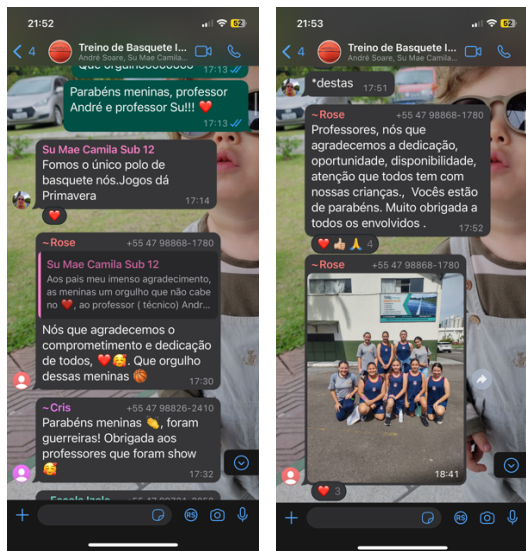 21:52
52
4
Treino de Basquete I...
André Soare, Su Mae Camila...
Que orgulhoooooooo
17:13
Parabéns meninas, professor
André e professor Su!!! ❤️
17:13
Su Mae Camila Sub 12
Fomos o único polo de
basquete nós.Jogos dá
Primavera
17:14
❤️
~Rose +55 47 98868-1780
Su Mae Camila Sub 12
Aos pais meu imenso agradecimento,
as meninas um orgulho que não cabe
no ❤️, ao professor ( técnico) Andr...
Nós que agradecemos o
comprometimento e dedicação
de todos, ❤️🥰. Que orgulho
dessas meninas 🏀
17:30
~Cris +55 47 98826-2410
Parabéns meninas 👏, foram
guerreiras! Obrigada aos
professores que foram show
🥰
17:32
RS
21:53
52
4
Treino de Basquete I...
André Soare, Su Mae Camila...
*destas 17:51
~Rose +55 47 98868-1780
Professores, nós que
agradecemos a dedicação,
oportunidade, disponibilidade,
atenção que todos tem com
nossas crianças., Vocês estão
de parabéns. Muito obrigada a
todos os envolvidos .
17:52
❤️👍🙏 4
~Rose +55 47 98868-1780
18:41
❤️ 3
RS